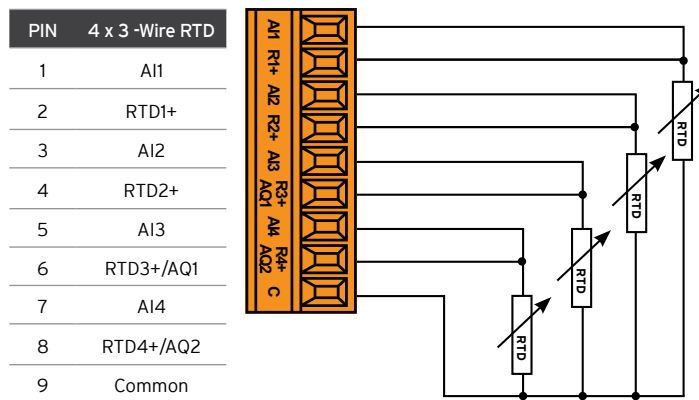 PIN 4 x 3 -Wire RTD
1 AI1
2 RTD1+
3 AI2
4 RTD2+
5 AI3
6 RTD3+/AQ1
7 AI4
8 RTD4+/AQ2
9 Common
AI1
R1+
AI2
R2+
AI3
R3+
AQ1
AI4
R4+
AQ2
C
RTD
RTD
RTD
RTD